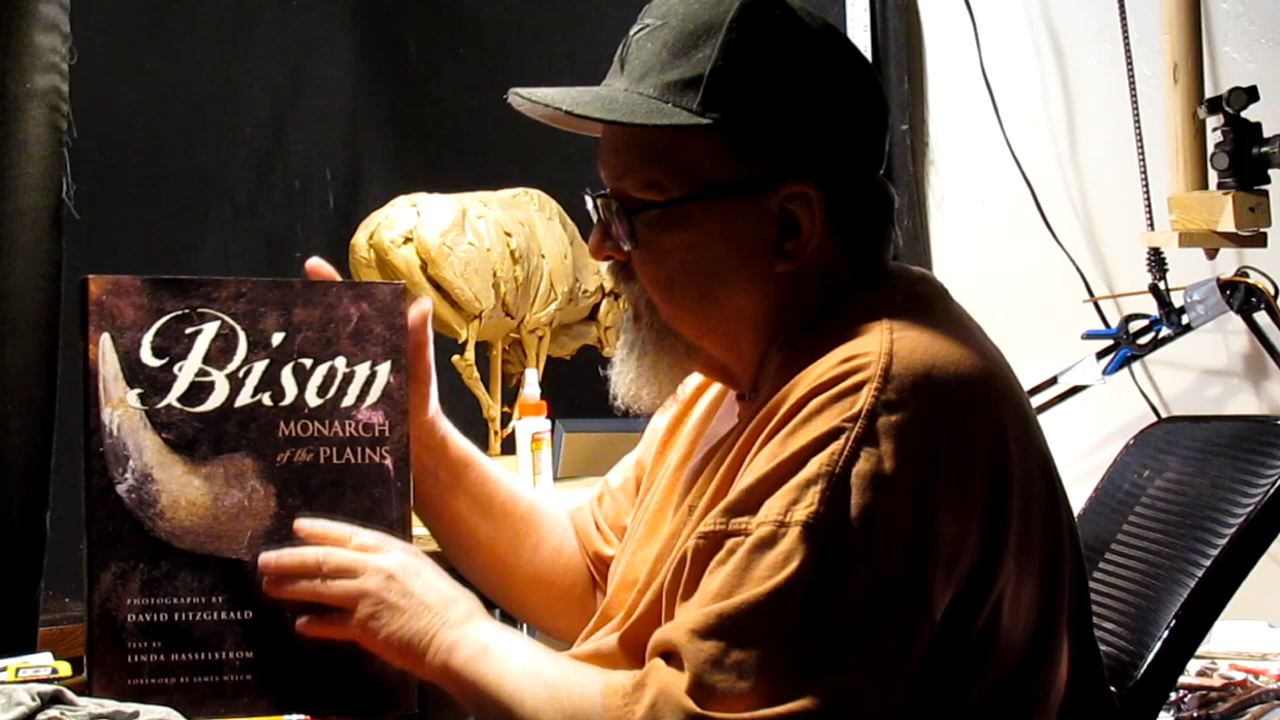 Bison
MONARCH
of the PLAINS
PHOTOGRAPHY BY
DAVID FITZGERALD
TEXT BY
LINDA HASSELSTROM
FOREWORD BY JAMES WELCH